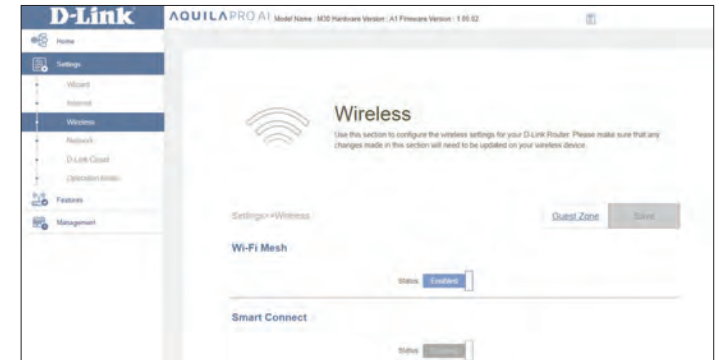 D-Link
AQUILA PRO AI Model Name : M30 Hardware Version : A1 Firmware Version : 1.00.02
Home
Settings
Wizard
Internet
Wireless
Network
D-Link Cloud
Operation Mode
Features
Management
Wireless
Use this section to configure the wireless settings for your D-Link Router. Please make sure that any
changes made in this section will need to be updated on your wireless device.
Settings>>Wireless
Guest Zone
Save
Wi-Fi Mesh
Status Enabled
Smart Connect
Status